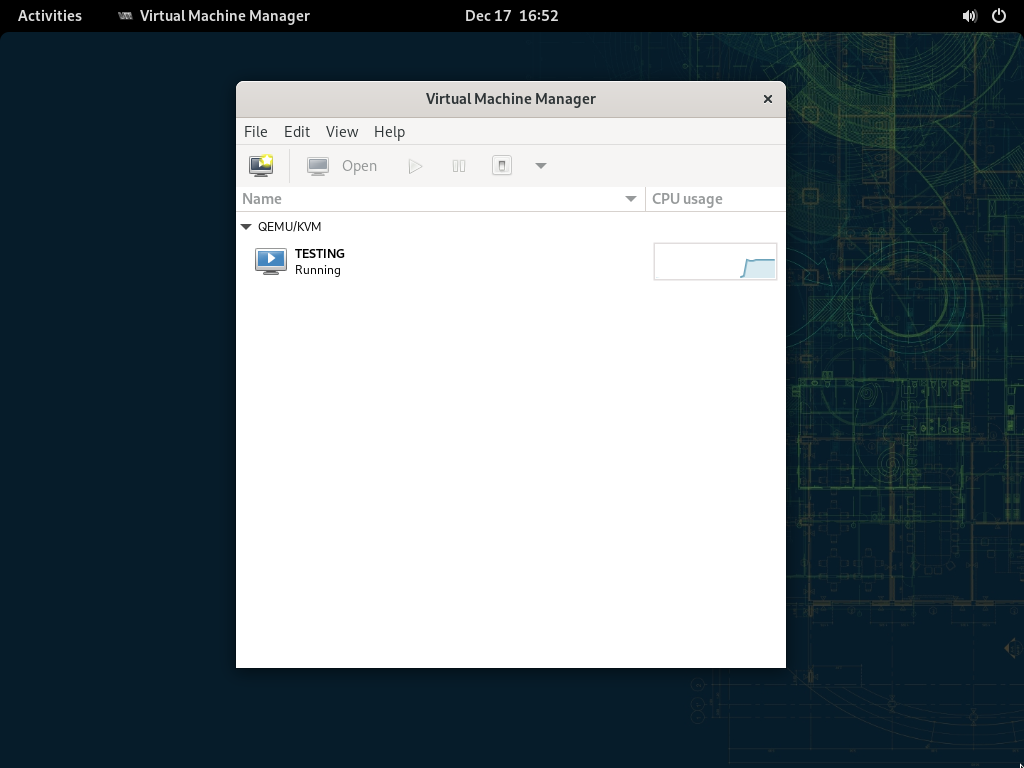 Activities Virtual Machine Manager Dec 17 16:52
Virtual Machine Manager
File Edit View Help
Open
Name CPU usage
QEMU/KVM
TESTING
Running